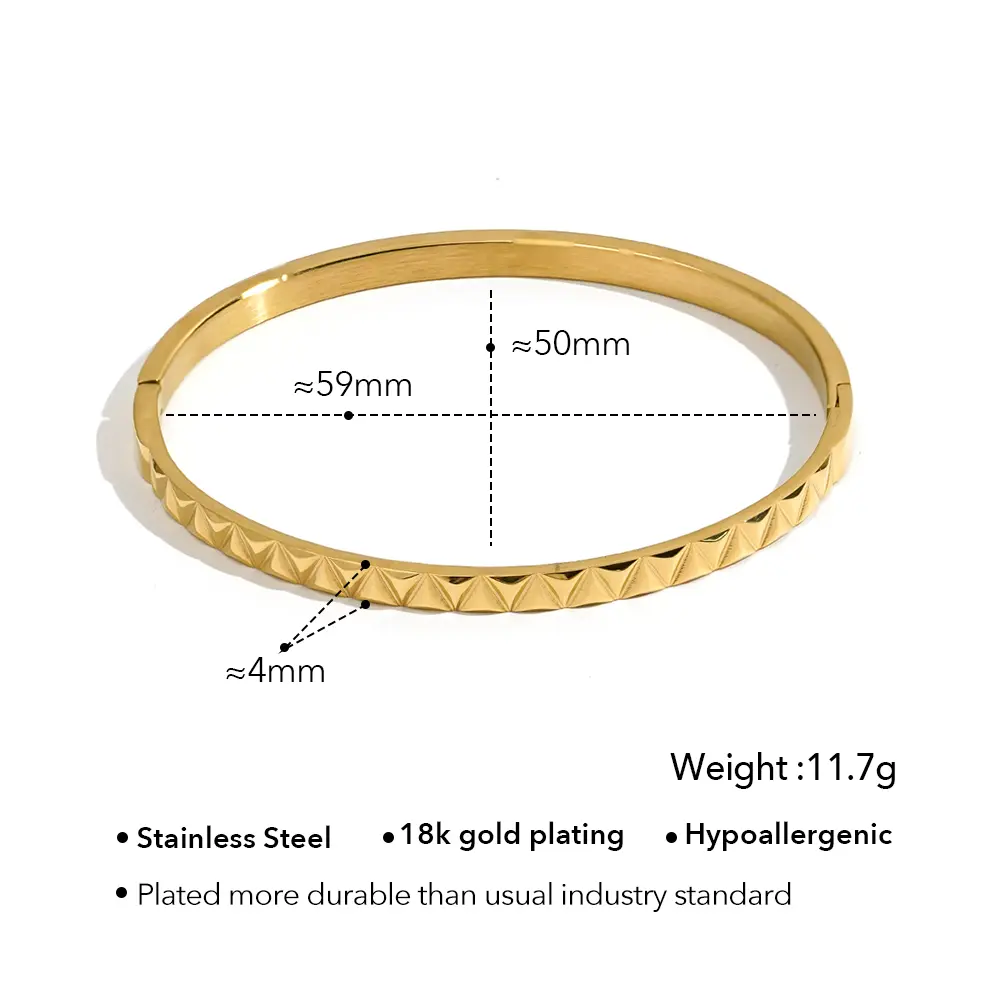 ≈50mm
≈59mm
≈4mm
Weight :11.7g
• Stainless Steel •18k gold plating •Hypoallergenic
• Plated more durable than usual industry standard